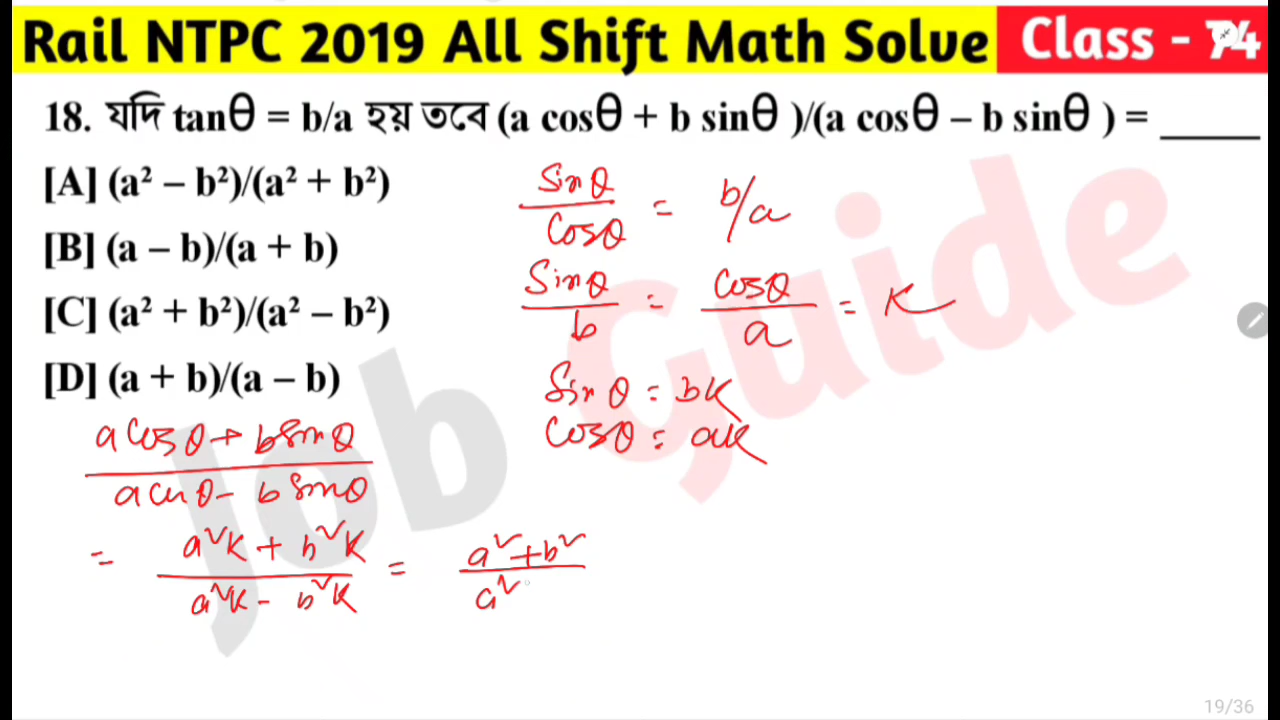 Rail NTPC 2019 All Shift Math Solve Class - 74
18. যদি tanθ = b/a হয় তবে (a cosθ + b sinθ )/(a cosθ – b sinθ ) = ______
[A] (a² – b²)/(a² + b²)
[B] (a – b)/(a + b)
[C] (a² + b²)/(a² – b²)
[D] (a + b)/(a – b)
Sinθ
Cosθ
= b/a
Sinθ
b
= Cosθ
a
= K
Sinθ = bK
Cosθ = aK
a Cosθ + b Sinθ
a Cosθ - b Sinθ
= a²K + b²K
a²K - b²K
= a² + b²
a²
Job Guide
19/36